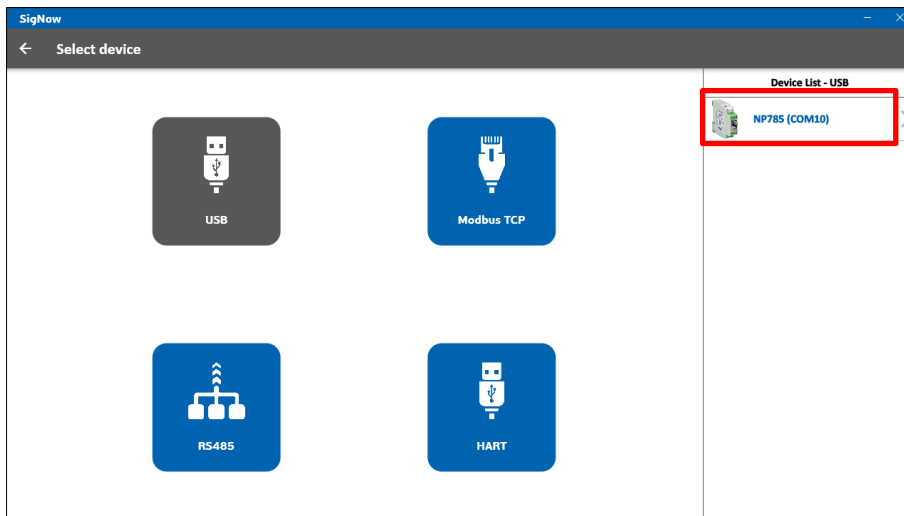 SigNow
Select device
Device List - USB
NP785 (COM10)
USB
Modbus TCP
RS485
HART